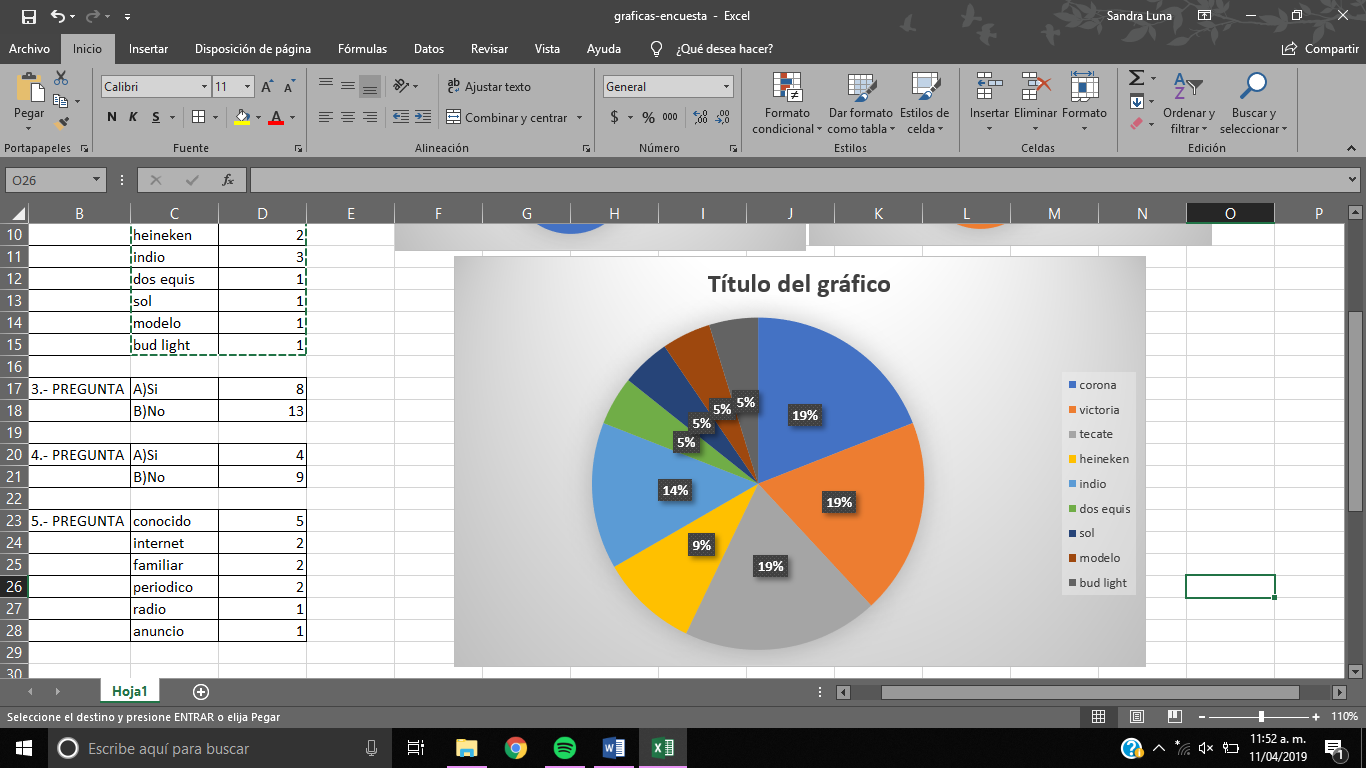 graficas-encuesta - Excel
Sandra Luna
Archivo Inicio Insertar Disposición de página Fórmulas Datos Revisar Vista Ayuda ¿Qué desea hacer? Compartir
Pegar
Portapapeles
Calibri 11
N K S
Fuente
Ajustar texto
Combinar y centrar
Alineación
General
$ % 000
Número
Formato condicional
Dar formato como tabla
Estilos de celda
Estilos
Insertar Eliminar Formato
Celdas
Ordenar y filtrar
Buscar y seleccionar
Edición
O26
fx
B C D E F G H I J K L M N O P
10 heineken 2
11 indio 3
12 dos equis 1
13 sol 1
14 modelo 1
15 bud light 1
16
17 3.- PREGUNTA A)Si 8
18 B)No 13
19
20 4.- PREGUNTA A)Si 4
21 B)No 9
22
23 5.- PREGUNTA conocido 5
24 internet 2
25 familiar 2
26 periodico 2
27 radio 1
28 anuncio 1
29
30
Título del gráfico
19%
19%
19%
9%
14%
5%
5%
5%
5%
corona
victoria
tecate
heineken
indio
dos equis
sol
modelo
bud light
Hoja1
Seleccione el destino y presione ENTRAR o elija Pegar
110%
Escribe aquí para buscar
11:52 a. m.
11/04/2019
1